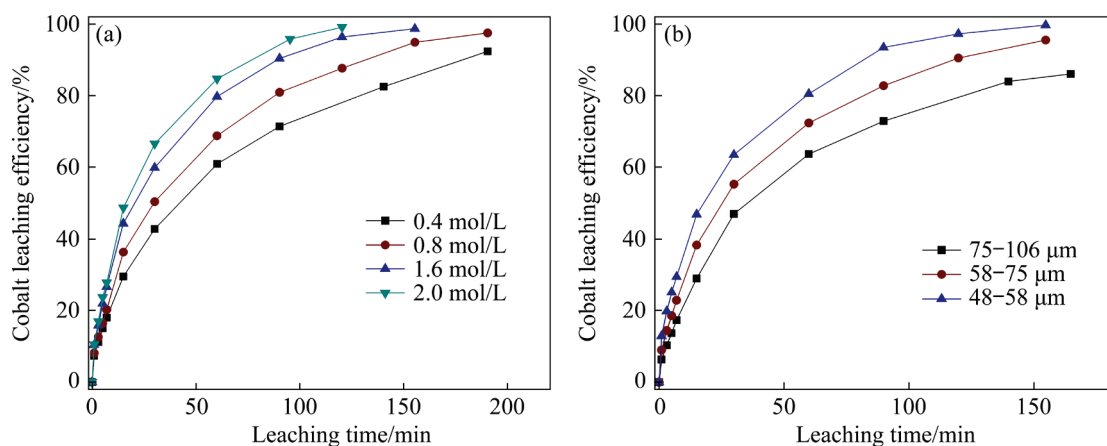 (a)
Cobalt leaching efficiency/%
100
80
60
40
20
0
0.4 mol/L
0.8 mol/L
1.6 mol/L
2.0 mol/L
0 50 100 150 200
Leaching time/min
(b)
Cobalt leaching efficiency/%
100
80
60
40
20
0
75−106 μm
58−75 μm
48−58 μm
0 50 100 150
Leaching time/min